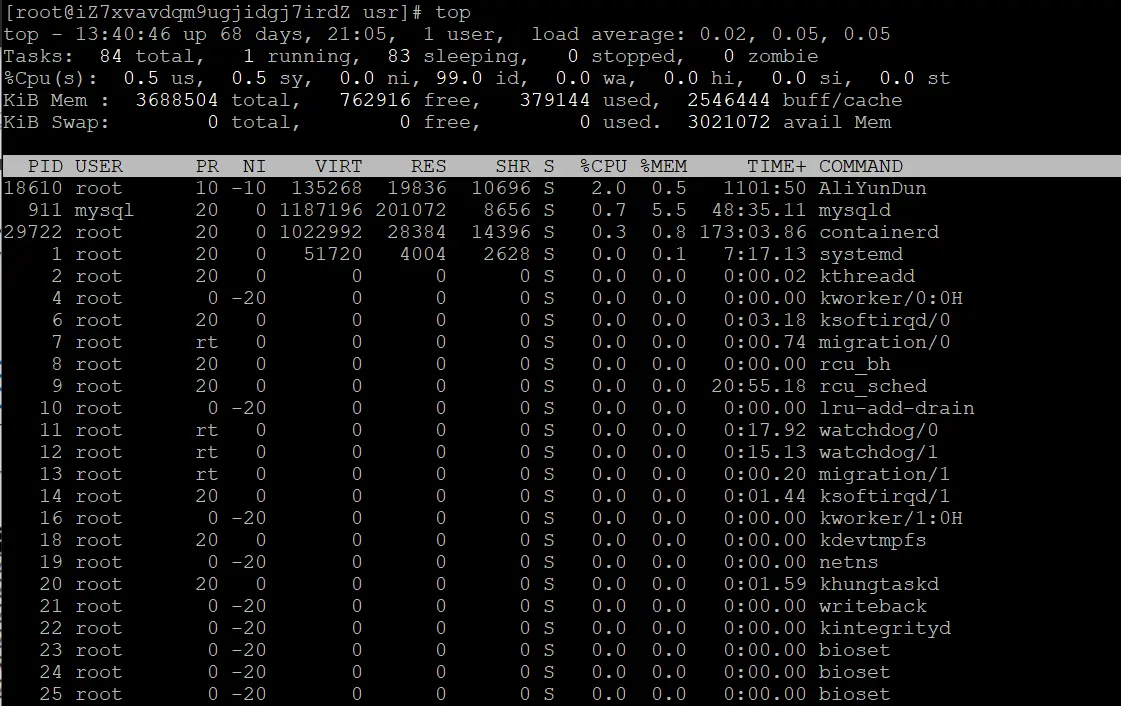 [root@iZ7xvavdqm9ugjidgj7irdZ usr]# top
top - 13:40:46 up 68 days, 21:05,  1 user,  load average: 0.02, 0.05, 0.05
Tasks:  84 total,   1 running,  83 sleeping,   0 stopped,   0 zombie
%Cpu(s):  0.5 us,  0.5 sy,  0.0 ni, 99.0 id,  0.0 wa,  0.0 hi,  0.0 si,  0.0 st
KiB Mem :  3688504 total,   762916 free,   379144 used,  2546444 buff/cache
KiB Swap:        0 total,        0 free,        0 used.  3021072 avail Mem
  PID USER      PR  NI    VIRT    RES    SHR S  %CPU %MEM     TIME+ COMMAND
18610 root      10 -10  135268  19836  10696 S   2.0  0.5   1101:50 AliYunDun
  911 mysql     20   0 1187196 201072   8656 S   0.7  5.5  48:35.11 mysqld
29722 root      20   0 1022992  28384  14396 S   0.3  0.8 173:03.86 containerd
    1 root      20   0   51720   4004   2628 S   0.0  0.1   7:17.13 systemd
    2 root      20   0       0      0      0 S   0.0  0.0   0:00.02 kthreadd
    4 root       0 -20       0      0      0 S   0.0  0.0   0:00.00 kworker/0:0H
    6 root      20   0       0      0      0 S   0.0  0.0   0:03.18 ksoftirqd/0
    7 root      rt   0       0      0      0 S   0.0  0.0   0:00.74 migration/0
    8 root      20   0       0      0      0 S   0.0  0.0   0:00.00 rcu_bh
    9 root      20   0       0      0      0 S   0.0  0.0  20:55.18 rcu_sched
   10 root       0 -20       0      0      0 S   0.0  0.0   0:00.00 lru-add-drain
   11 root      rt   0       0      0      0 S   0.0  0.0   0:17.92 watchdog/0
   12 root      rt   0       0      0      0 S   0.0  0.0   0:15.13 watchdog/1
   13 root      rt   0       0      0      0 S   0.0  0.0   0:00.20 migration/1
   14 root      20   0       0      0      0 S   0.0  0.0   0:01.44 ksoftirqd/1
   16 root       0 -20       0      0      0 S   0.0  0.0   0:00.00 kworker/1:0H
   18 root      20   0       0      0      0 S   0.0  0.0   0:00.00 kdevtmpfs
   19 root       0 -20       0      0      0 S   0.0  0.0   0:00.00 netns
   20 root      20   0       0      0      0 S   0.0  0.0   0:01.59 khungtaskd
   21 root       0 -20       0      0      0 S   0.0  0.0   0:00.00 writeback
   22 root       0 -20       0      0      0 S   0.0  0.0   0:00.00 kintegrityd
   23 root       0 -20       0      0      0 S   0.0  0.0   0:00.00 bioset
   24 root       0 -20       0      0      0 S   0.0  0.0   0:00.00 bioset
   25 root       0 -20       0      0      0 S   0.0  0.0   0:00.00 bioset